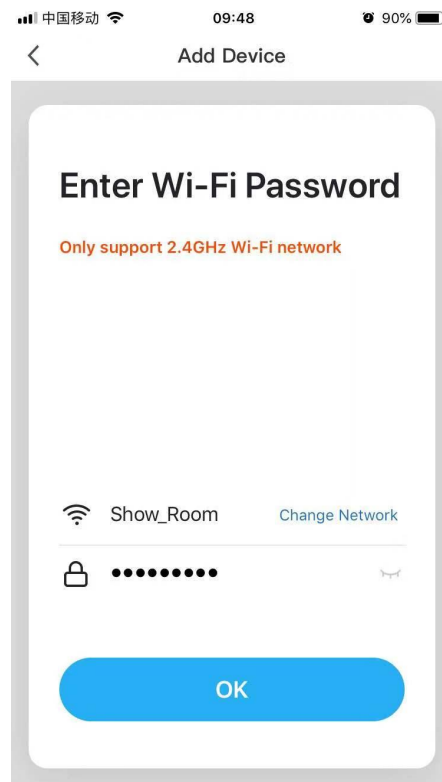 中国移动 09:48 90%
Add Device
Enter Wi-Fi Password
Only support 2.4GHz Wi-Fi network
Show_Room Change Network
●●●●●●●●●
OK